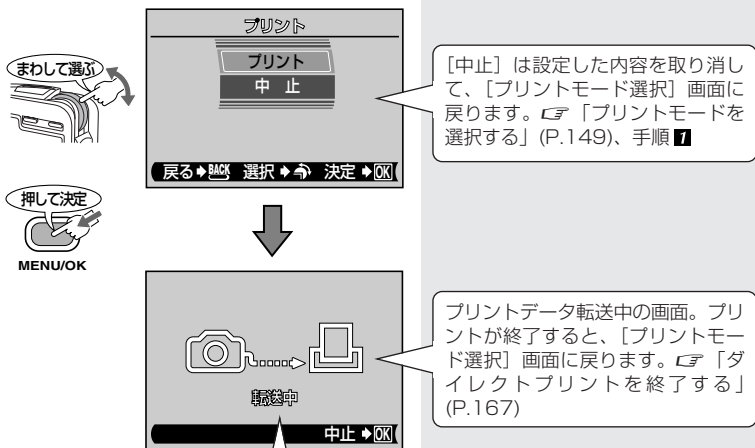 プリント
まわして選ぶ
プリント
中 止
戻る➧BACK 選択➧ 決定➧OK
[中止]は設定した内容を取り消し
て、[プリントモード選択]画面に
戻ります。☞「プリントモードを
選択する」(P.149)、手順1
押して決定
MENU/OK
転送中
中止➧OK
プリントデータ転送中の画面。プリ
ントが終了すると、[プリントモー
ド選択]画面に戻ります。☞「ダ
イレクトプリントを終了する」
(P.167)